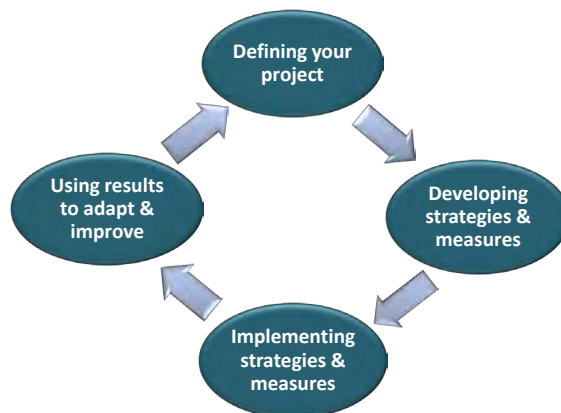 Defining your
project
Developing
strategies &
measures
Implementing
strategies &
measures
Using results
to adapt &
improve